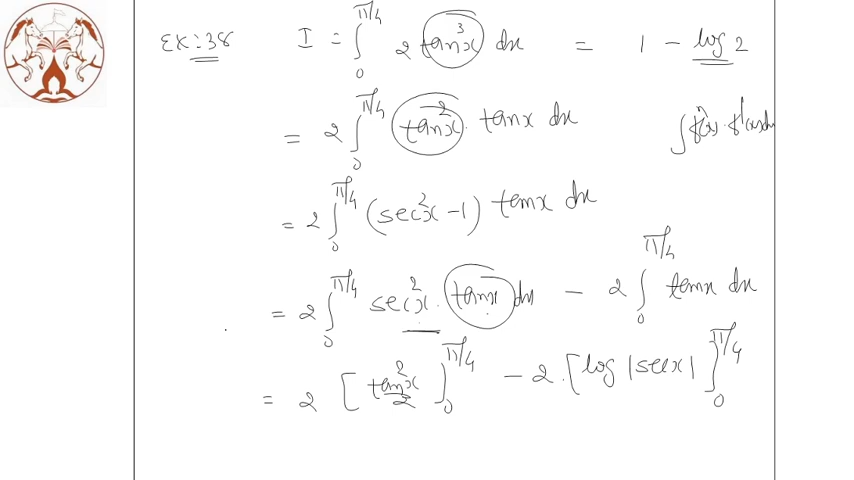 Ex:38 I = ∫₀^{π/4} 2 tan³x dx = 1 - log 2
= 2 ∫₀^{π/4} tan²x · tanx dx ∫fⁿ(x)·f'(x)dx
= 2 ∫₀^{π/4} (sec²x - 1) tanx dx
= 2 ∫₀^{π/4} sec²x · tanx dx - 2 ∫₀^{π/4} tanx dx
= 2 [tan²x/2]₀^{π/4} - 2 · [log |secx|]₀^{π/4}